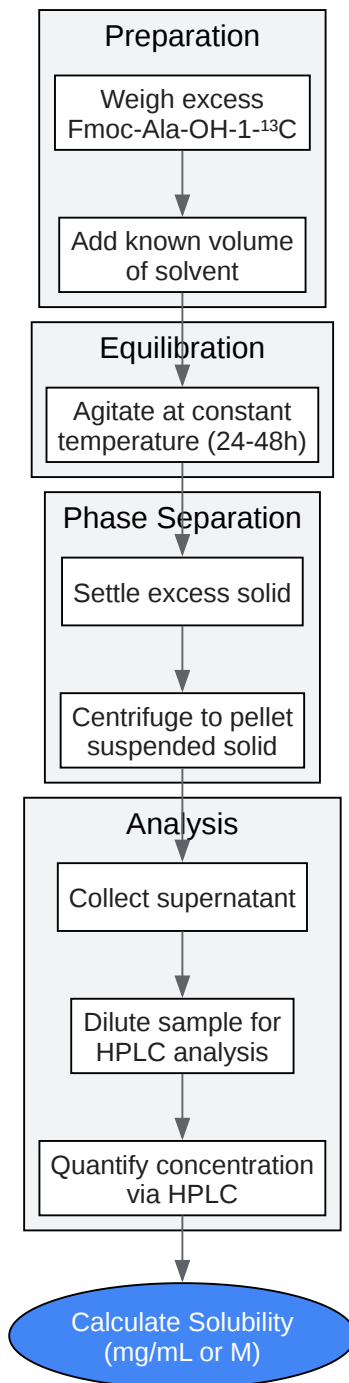 Preparation
Weigh excess
Fmoc-Ala-OH-1-¹³C
Add known volume
of solvent
Equilibration
Agitate at constant
temperature (24-48h)
Phase Separation
Settle excess solid
Centrifuge to pellet
suspended solid
Analysis
Collect supernatant
Dilute sample for
HPLC analysis
Quantify concentration
via HPLC
Calculate Solubility
(mg/mL or M)